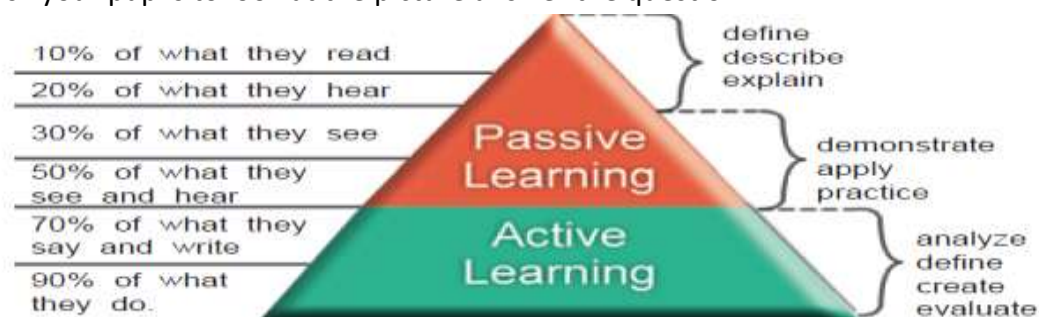 10% of what they read
20% of what they hear
30% of what they see
50% of what they
see and hear
70% of what they
say and write
90% of what
they do.
Passive
Learning
Active
Learning
define
describe
explain
demonstrate
apply
practice
analyze
define
create
evaluate